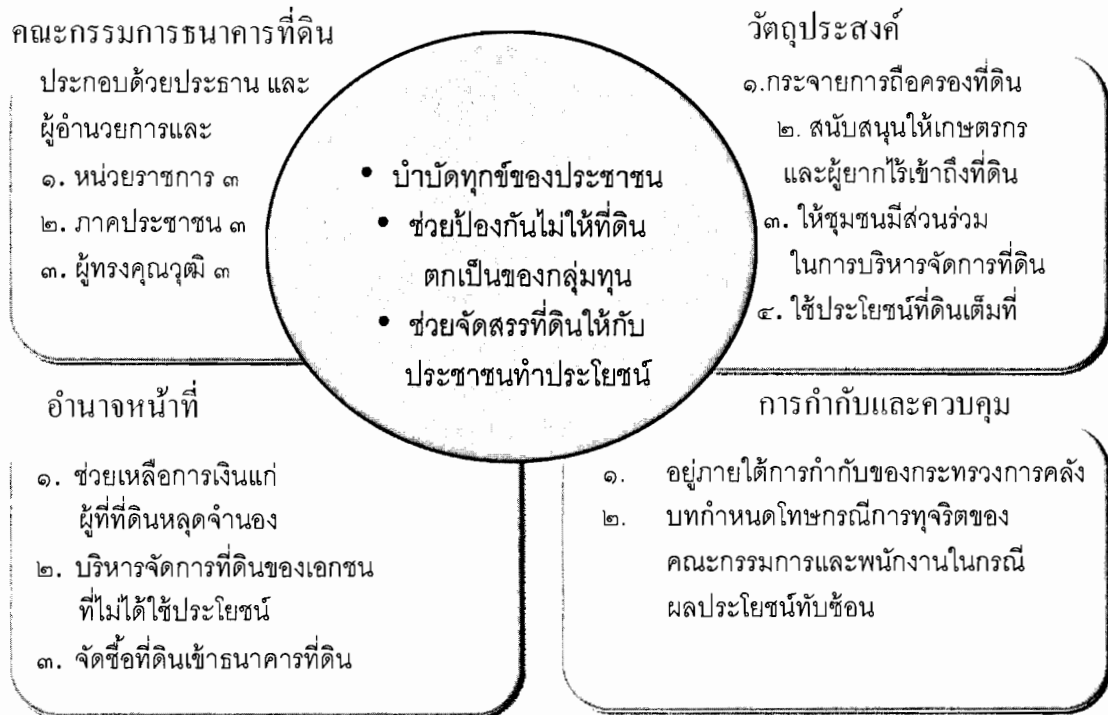 คณะกรรมการธนาคารที่ดิน
ประกอบด้วยประธาน และ
ผู้อำนวยการและ
๑. หน่วยราชการ ๓
๒. ภาคประชาชน ๓
๓. ผู้ทรงคุณวุฒิ ๓
• บำบัดทุกข์ของประชาชน
• ช่วยป้องกันไม่ให้ที่ดิน
ตกเป็นของกลุ่มทุน
• ช่วยจัดสรรที่ดินให้กับ
ประชาชนทำประโยชน์
วัตถุประสงค์
๑.กระจายการถือครองที่ดิน
๒. สนับสนุนให้เกษตรกร
และผู้ยากไร้เข้าถึงที่ดิน
๓. ให้ชุมชนมีส่วนร่วม
ในการบริหารจัดการที่ดิน
๔. ใช้ประโยชน์ที่ดินเต็มที่
อำนาจหน้าที่
๑. ช่วยเหลือการเงินแก่
ผู้ที่ที่ดินหลุดจำนอง
๒. บริหารจัดการที่ดินของเอกชน
ที่ไม่ได้ใช้ประโยชน์
๓. จัดซื้อที่ดินเข้าธนาคารที่ดิน
การกำกับและควบคุม
๑. อยู่ภายใต้การกำกับของกระทรวงการคลัง
๒. บทกำหนดโทษกรณีการทุจริตของ
คณะกรรมการและพนักงานในกรณี
ผลประโยชน์ทับซ้อน